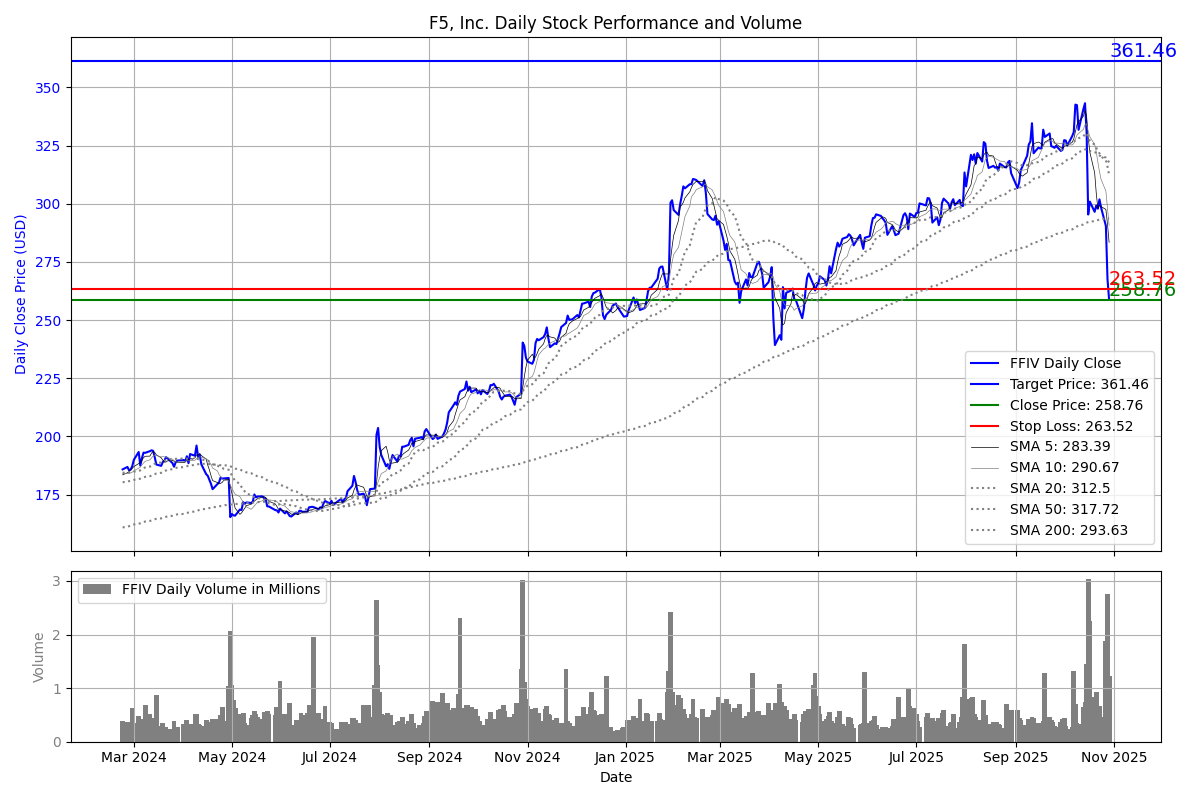 F5, Inc. Daily Stock Performance and Volume
361.46
350
325
300
275
263.52
258.76
250
225
200
175
Daily Close Price (USD)
FFIV Daily Close
Target Price: 361.46
Close Price: 258.76
Stop Loss: 263.52
SMA 5: 283.39
SMA 10: 290.67
SMA 20: 312.5
SMA 50: 317.72
SMA 200: 293.63
FFIV Daily Volume in Millions
3
2
1
0
Volume
Mar 2024 May 2024 Jul 2024 Sep 2024 Nov 2024 Jan 2025 Mar 2025 May 2025 Jul 2025 Sep 2025 Nov 2025
Date